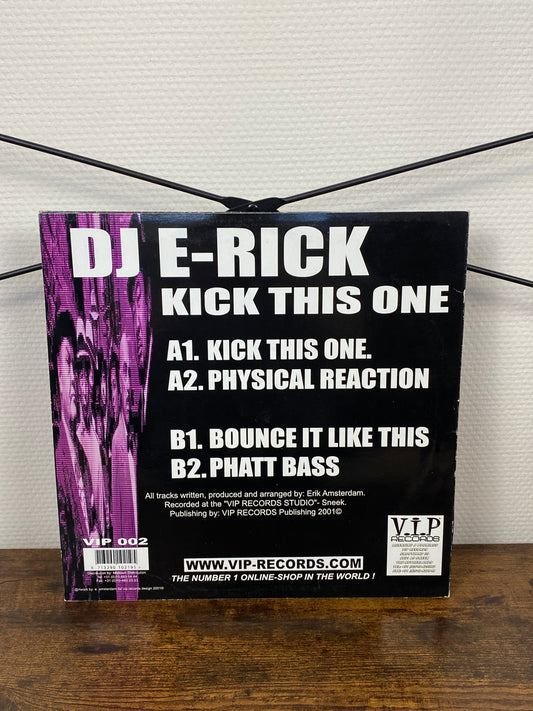 DJ E-RICK
KICK THIS ONE
A1. KICK THIS ONE.
A2. PHYSICAL REACTION
B1. BOUNCE IT LIKE THIS
B2. PHATT BASS
All tracks written, produced and arranged by: Erik Amsterdam.
Recorded at the "VIP RECORDS STUDIO"- Sneek.
Publishing by: VIP RECORDS Publishing 2001©
VIP 002
V.I.P
RECORDS
WWW.VIP-RECORDS.COM
THE NUMBER 1 ONLINE-SHOP IN THE WORLD !